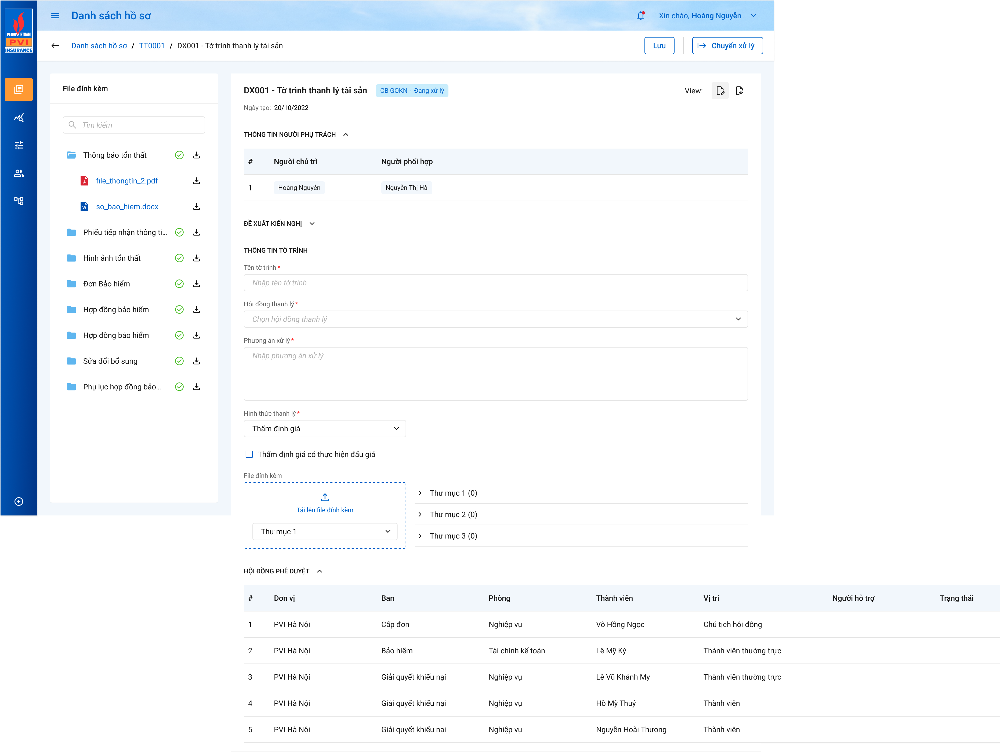 PETROVIETNAM
PVI
INSURANCE
Danh sách hồ sơ
Xin chào, Hoàng Nguyễn
Danh sách hồ sơ / TT0001 / DX001 - Tờ trình thanh lý tài sản
Lưu
Chuyển xử lý
File đính kèm
Tìm kiếm
Thông báo tổn thất
file_thongtin_2.pdf
so_bao_hiem.docx
Phiếu tiếp nhận thông ti...
Hình ảnh tổn thất
Đơn Bảo hiểm
Hợp đồng bảo hiểm
Hợp đồng bảo hiểm
Sửa đổi bổ sung
Phụ lục hợp đồng bảo...
DX001 - Tờ trình thanh lý tài sản
CB GQKN - Đang xử lý
View:
Ngày tạo: 20/10/2022
THÔNG TIN NGƯỜI PHỤ TRÁCH
# Người chủ trì Người phối hợp
1 Hoàng Nguyễn Nguyễn Thị Hà
ĐỀ XUẤT KIẾN NGHỊ
THÔNG TIN TỜ TRÌNH
Tên tờ trình *
Nhập tên tờ trình
Hội đồng thanh lý *
Chọn hội đồng thanh lý
Phương án xử lý *
Nhập phương án xử lý
Hình thức thanh lý *
Thẩm định giá
Thẩm định giá có thực hiện đấu giá
File đính kèm
Tải lên file đính kèm
Thư mục 1
Thư mục 1 (0)
Thư mục 2 (0)
Thư mục 3 (0)
HỘI ĐỒNG PHÊ DUYỆT
# Đơn vị Ban Phòng Thành viên Vị trí Người hỗ trợ Trạng thái
1 PVI Hà Nội Cấp đơn Nghiệp vụ Võ Hồng Ngọc Chủ tịch hội đồng
2 PVI Hà Nội Bảo hiểm Tài chính kế toán Lê Mỹ Kỳ Thành viên thường trực
3 PVI Hà Nội Giải quyết khiếu nại Nghiệp vụ Lê Vũ Khánh My Thành viên thường trực
4 PVI Hà Nội Giải quyết khiếu nại Nghiệp vụ Hồ Mỹ Thuý Thành viên
5 PVI Hà Nội Giải quyết khiếu nại Nghiệp vụ Nguyễn Hoài Thương Thành viên